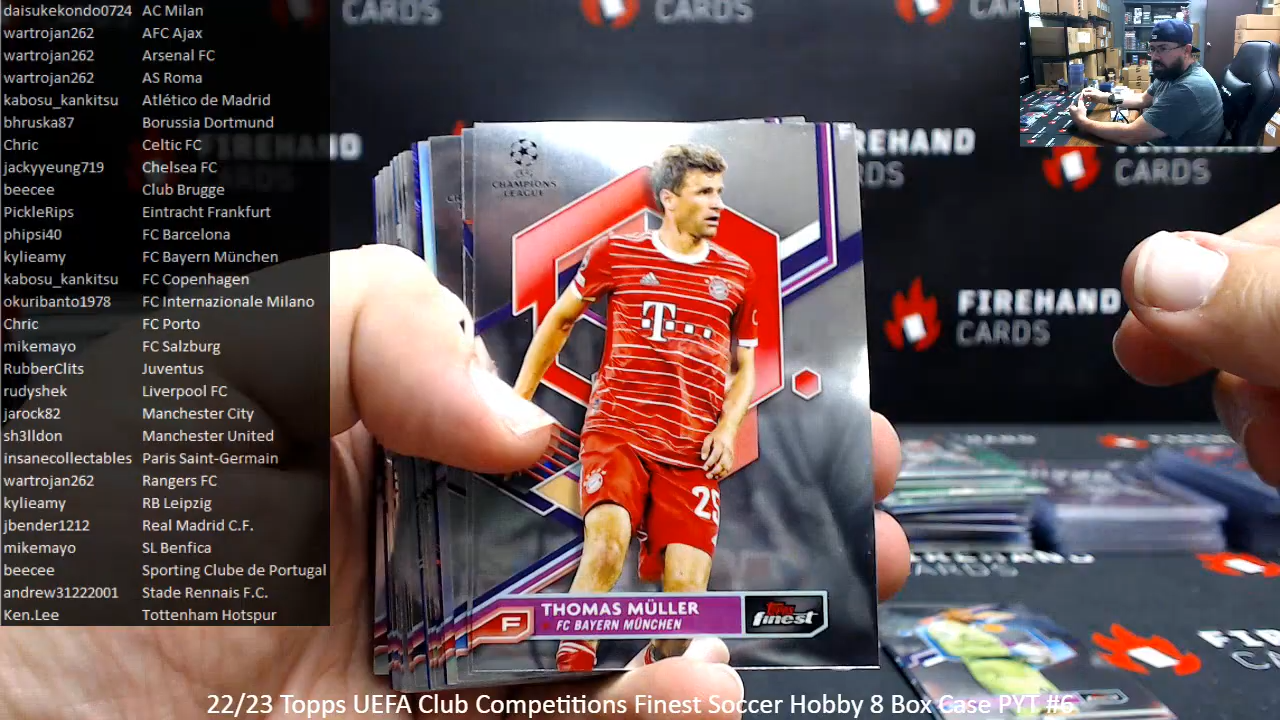 daisukekondo0724 AC Milan
wartrojan262 AFC Ajax
wartrojan262 Arsenal FC
wartrojan262 AS Roma
kabosu_kankitsu Atlético de Madrid
bhruska87 Borussia Dortmund
Chric Celtic FC
jackyyeung719 Chelsea FC
beecee Club Brugge
PickleRips Eintracht Frankfurt
phipsi40 FC Barcelona
kylieamy FC Bayern München
kabosu_kankitsu FC Copenhagen
okuribanto1978 FC Internazionale Milano
Chric FC Porto
mikemayo FC Salzburg
RubberClits Juventus
rudyshek Liverpool FC
jarock82 Manchester City
sh3lldon Manchester United
insanecollectables Paris Saint-Germain
wartrojan262 Rangers FC
kylieamy RB Leipzig
jbender1212 Real Madrid C.F.
mikemayo SL Benfica
beecee Sporting Clube de Portugal
andrew31222001 Stade Rennais F.C.
Ken.Lee Tottenham Hotspur
CARDS
CARDS
FIREHAND
CARDS
FIREHAND
CARDS
CHAMPIONS
LEAGUE
T
25
THOMAS MÜLLER
F FC BAYERN MÜNCHEN
Topps
finest
22/23 Topps UEFA Club Competitions Finest Soccer Hobby 8 Box Case PYT #6